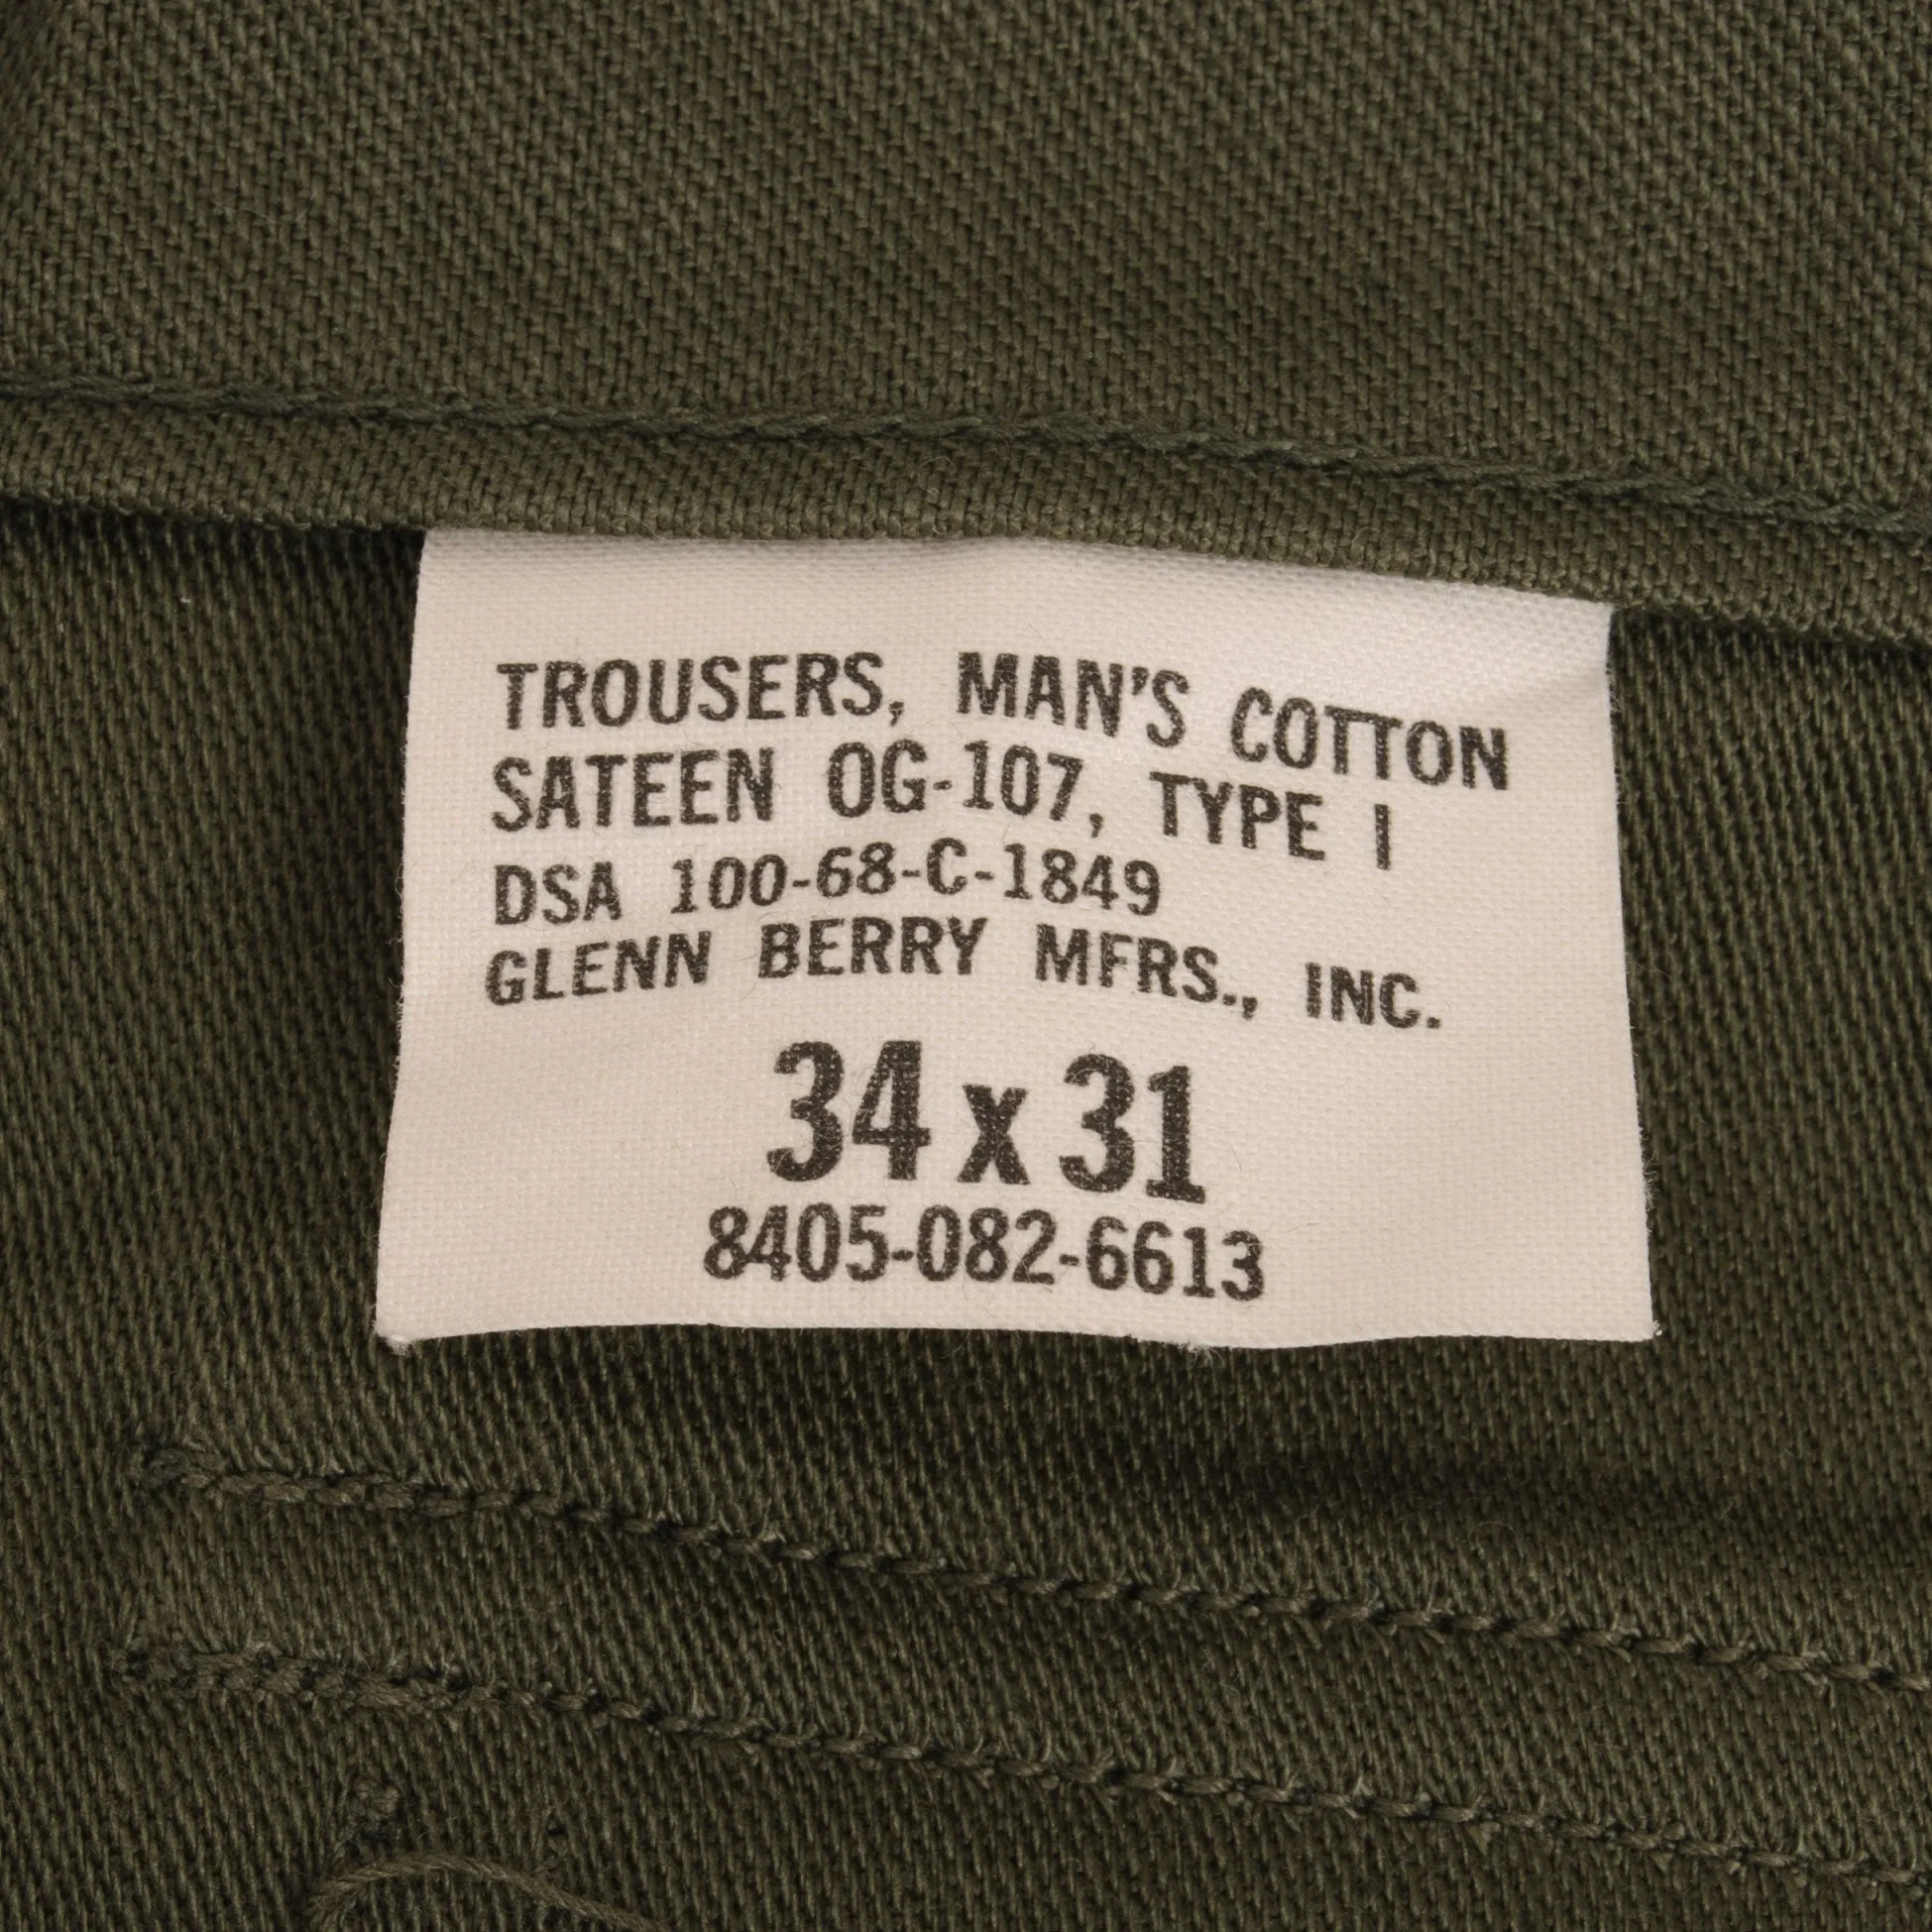 TROUSERS, MAN'S COTTON
SATEEN OG-107, TYPE I
DSA 100-68-C-1849
GLENN BERRY MFRS., INC.
34 x 31
8405-082-6613